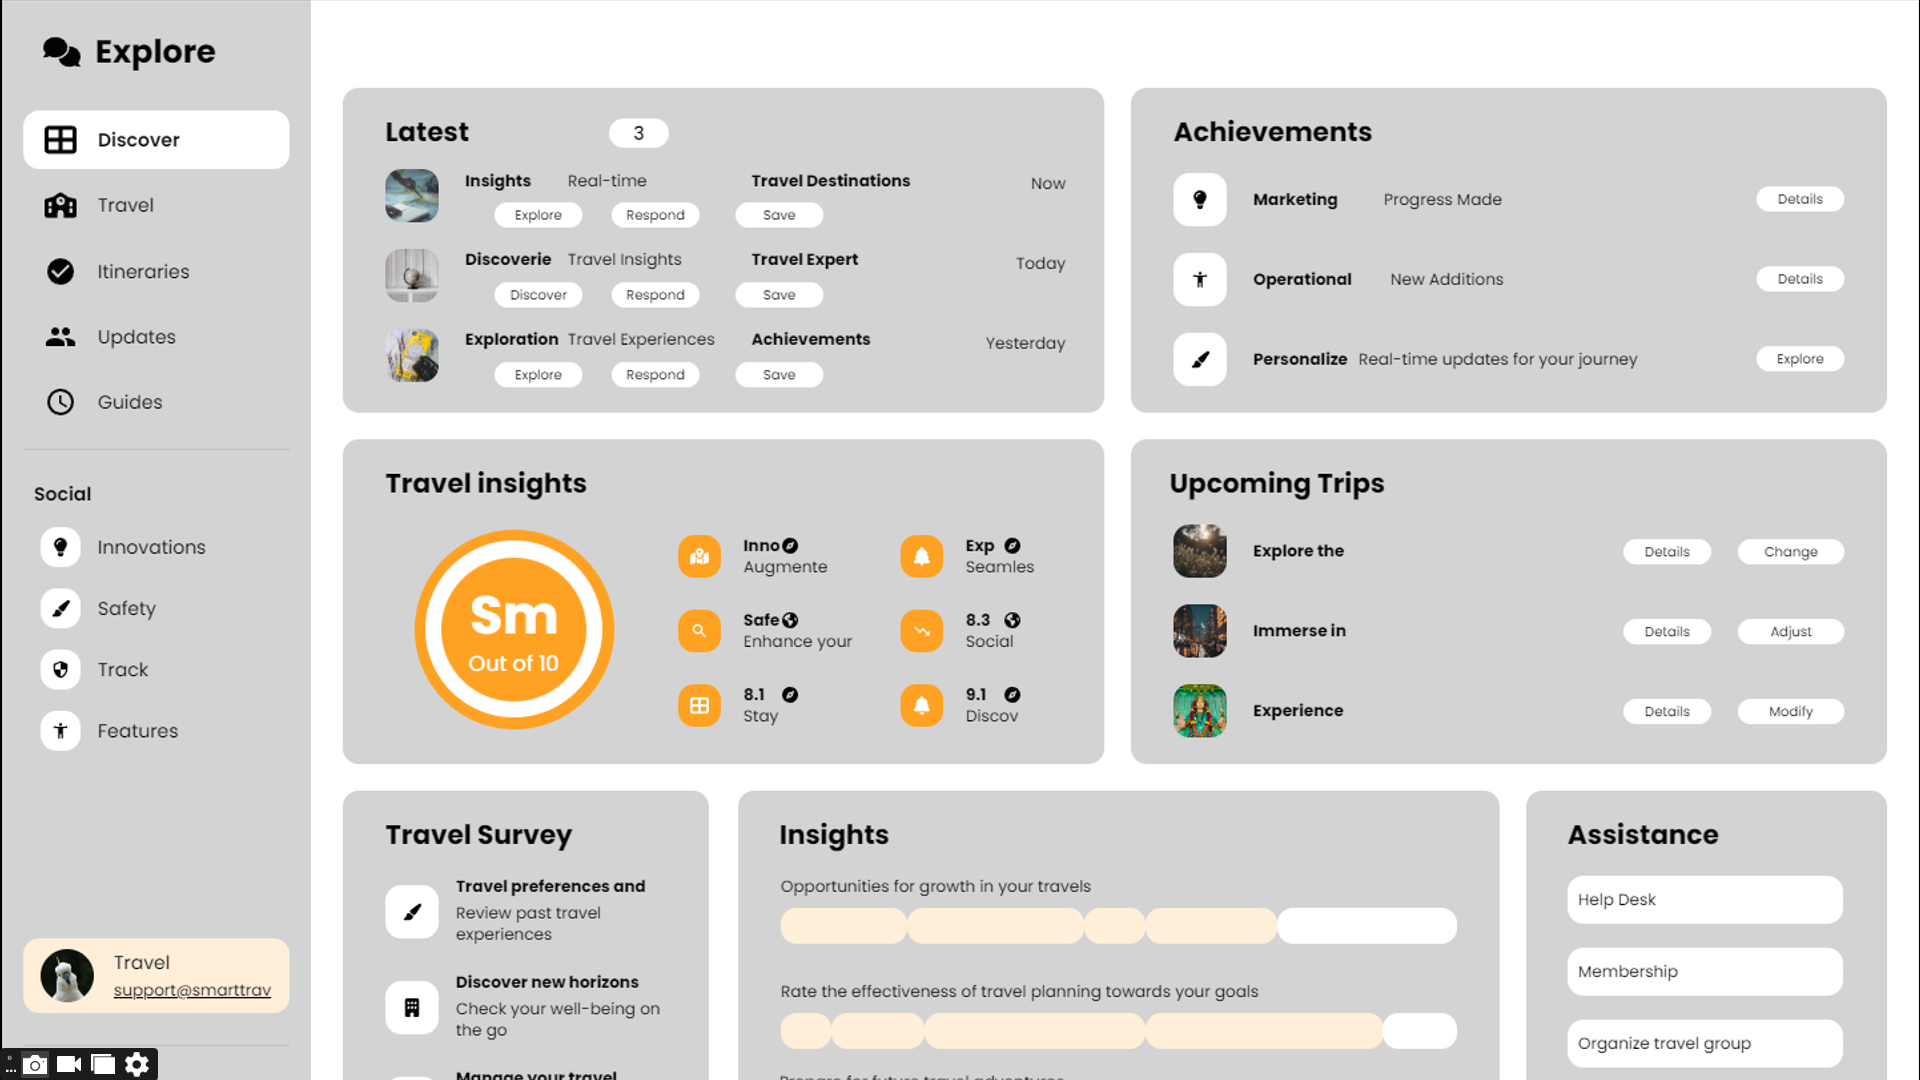 Explore
Discover
Travel
Itineraries
Updates
Guides
Social
Innovations
Safety
Track
Features
Travel
support@smarttrav
Latest
3
Insights Real-time Travel Destinations Now
Explore Respond Save
Discoverie Travel Insights Travel Expert Today
Discover Respond Save
Exploration Travel Experiences Achievements Yesterday
Explore Respond Save
Achievements
Marketing Progress Made Details
Operational New Additions Details
Personalize Real-time updates for your journey Explore
Travel insights
Sm
Out of 10
Inno
Augmente
Exp
Seamles
Safe
Enhance your
8.3
Social
8.1
Stay
9.1
Discov
Upcoming Trips
Explore the Details Change
Immerse in Details Adjust
Experience Details Modify
Travel Survey
Travel preferences and
Review past travel
experiences
Discover new horizons
Check your well-being on
the go
Manage your travel
Insights
Opportunities for growth in your travels
Rate the effectiveness of travel planning towards your goals
Prepare for future travel adventures
Assistance
Help Desk
Membership
Organize travel group